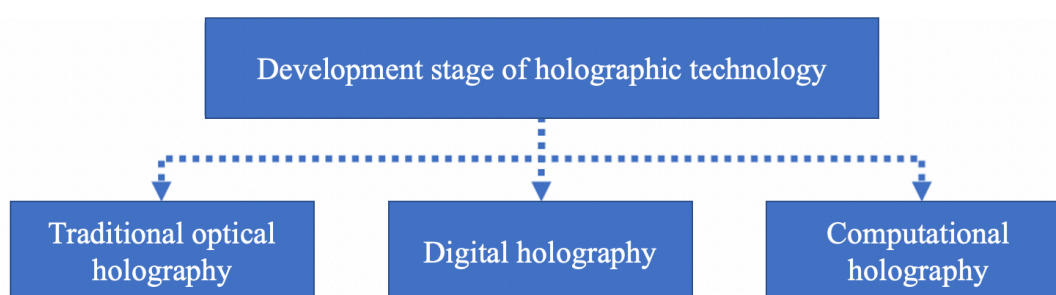 Development stage of holographic technology
Traditional optical
holography
Digital holography
Computational
holography